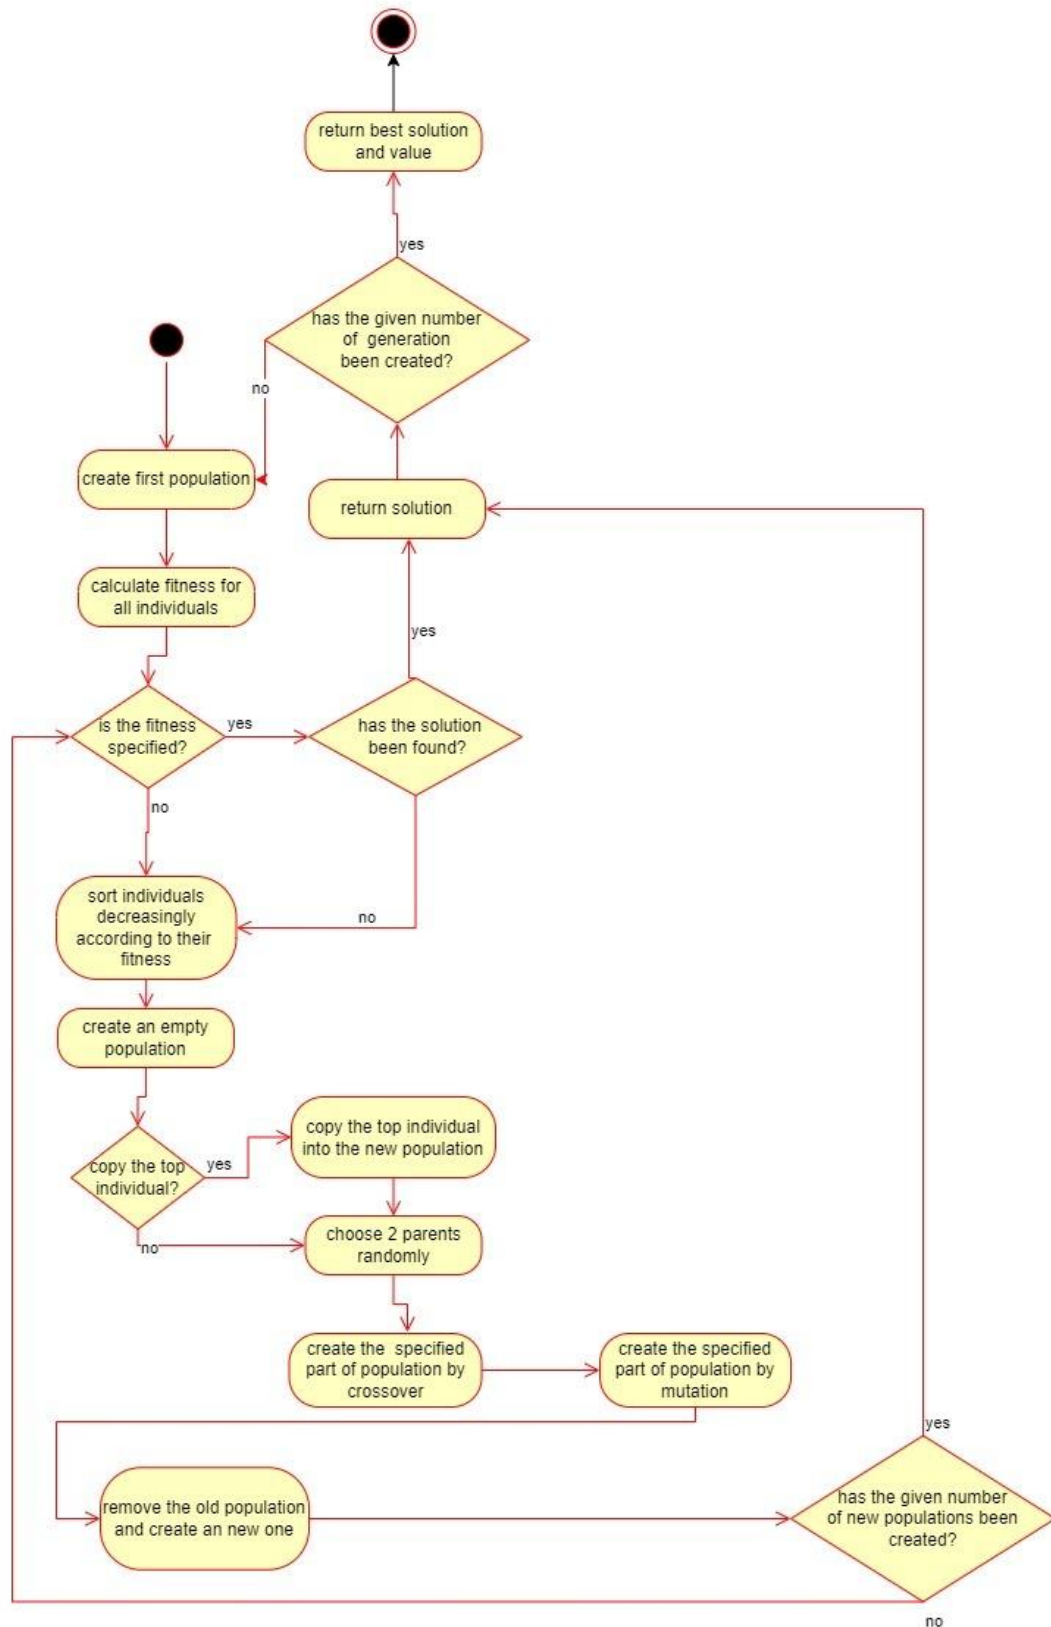 return best solution
and value
yes
has the given number
of generation
been created?
no
create first population
return solution
calculate fitness for
all individuals
yes
is the fitness
specified?
yes
has the solution
been found?
no
sort individuals
decreasingly
according to their
fitness
no
create an empty
population
copy the top
individual?
yes
copy the top individual
into the new population
no
choose 2 parents
randomly
create the specified
part of population by
crossover
create the specified
part of population by
mutation
yes
remove the old population
and create an new one
has the given number
of new populations been
created?
no